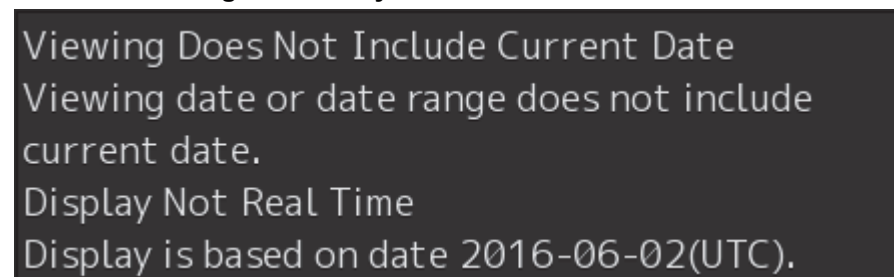 Viewing Does Not Include Current Date
Viewing date or date range does not include
current date.
Display Not Real Time
Display is based on date 2016-06-02(UTC).